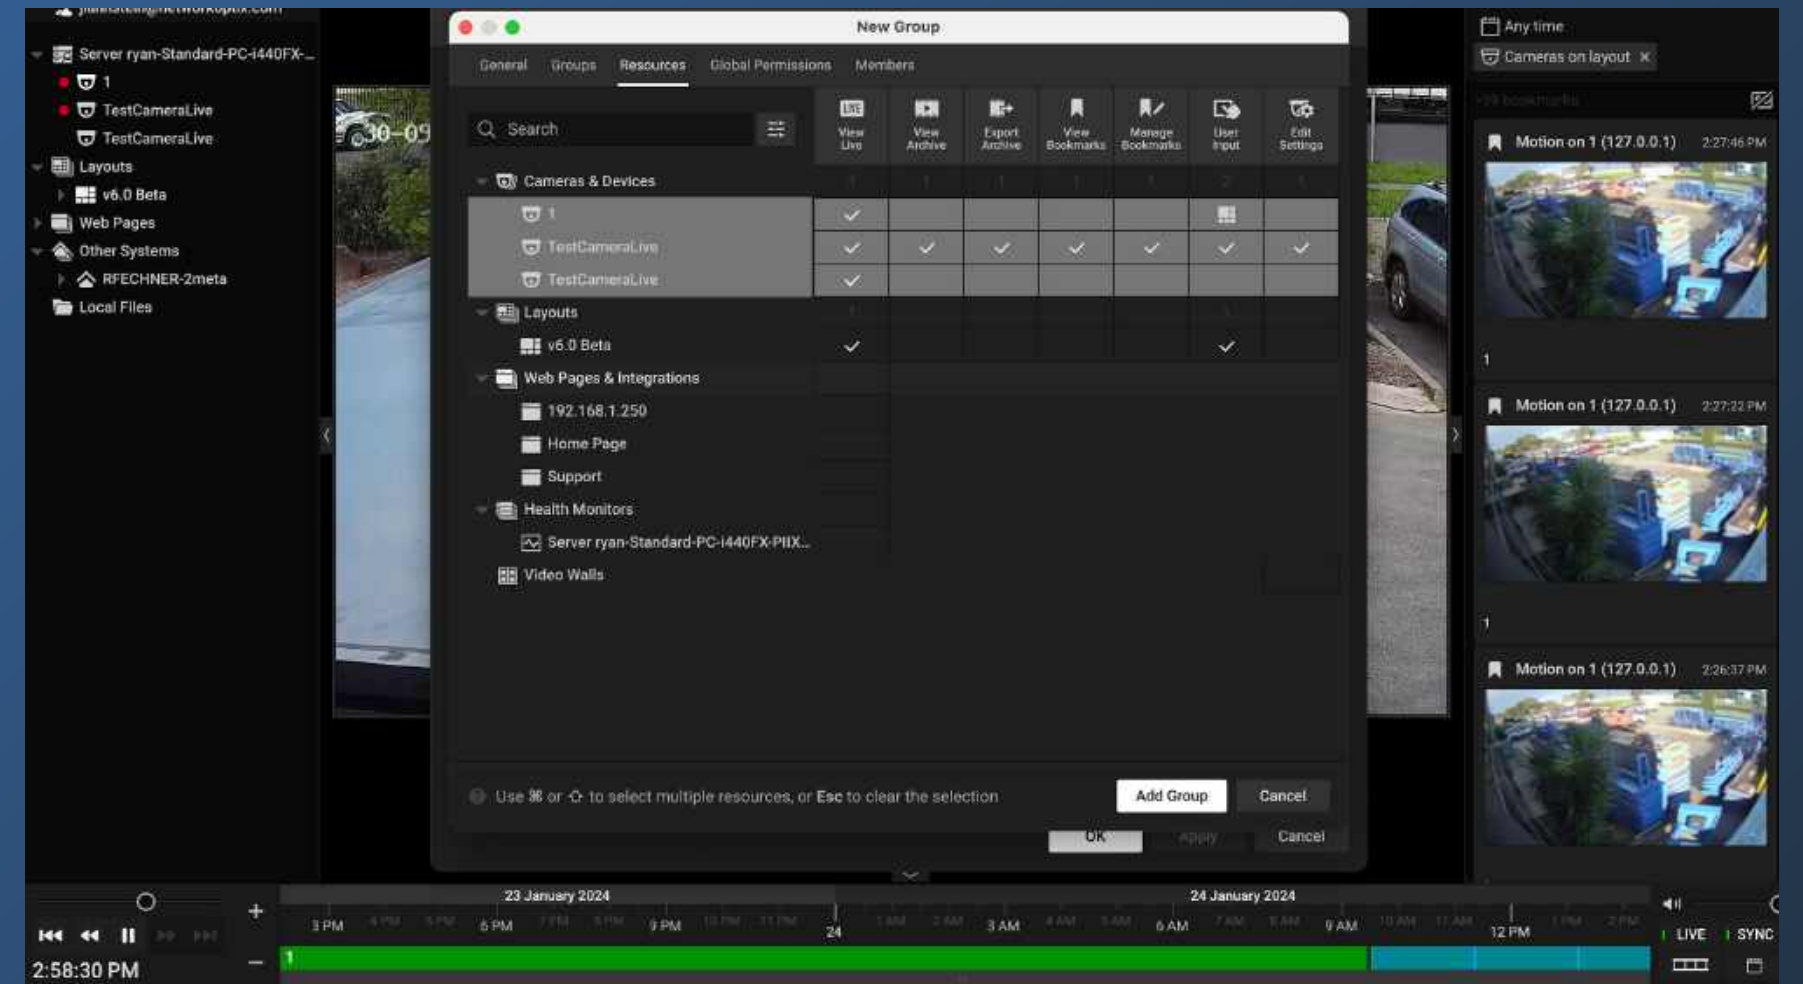 Server ryan-Standard-PC-i440FX-...
1
TestCameraLive
TestCameraLive
Layouts
v6.0 Beta
Web Pages
Other Systems
RFECHNER-2meta
Local Files
30-09
New Group
General Groups Resources Global Permissions Members
Search
LIVE
View Live
View Archive
Export Archive
View Bookmarks
Manage Bookmarks
User Input
Edit Settings
Cameras & Devices
1
TestCameraLive
TestCameraLive
Layouts
v6.0 Beta
Web Pages & Integrations
192.168.1.250
Home Page
Support
Health Monitors
Server ryan-Standard-PC-i440FX-PIIX...
Video Walls
Use ⌘ or ⇧ to select multiple resources, or Esc to clear the selection
Add Group Cancel
OK Apply Cancel
Any time
Cameras on layout
Motion on 1 (127.0.0.1) 2:27:46 PM
1
Motion on 1 (127.0.0.1) 2:27:22 PM
1
Motion on 1 (127.0.0.1) 2:26:37 PM
23 January 2024 24 January 2024
3 PM 6 PM 9 PM 24 3 AM 6 AM 9 AM 12 PM
1
2:58:30 PM
LIVE SYNC